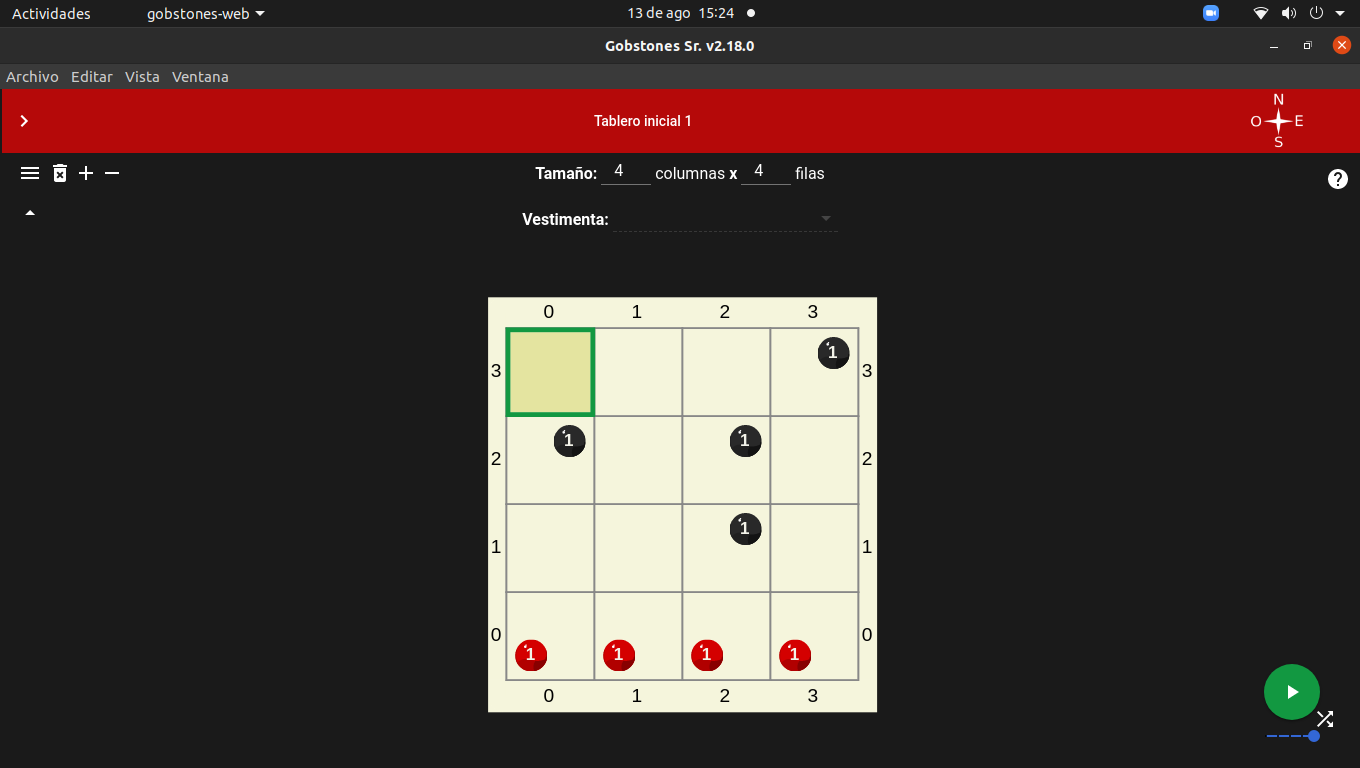 Actividades gobstones-web 13 de ago 15:24
Gobstones Sr. v2.18.0
Archivo Editar Vista Ventana
N
Tablero inicial 1 O E
S
Tamaño: 4 columnas x 4 filas ?
Vestimenta:
0 1 2 3
1
3 3
1 1
2 2
1
1 1
0 0
1 1 1 1
0 1 2 3